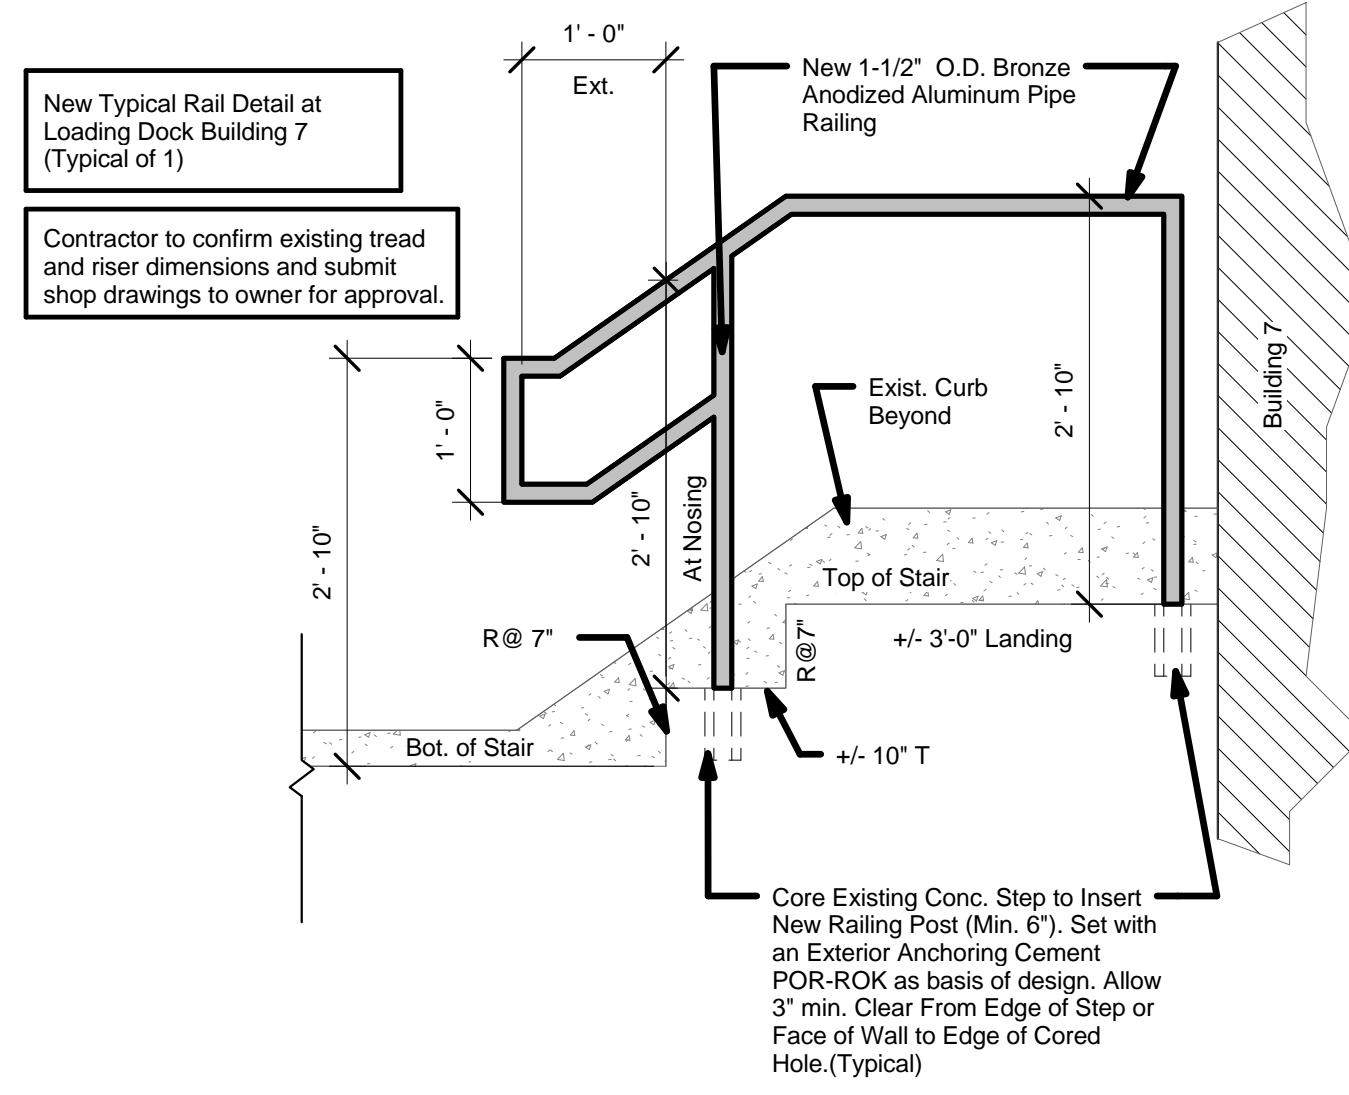 1' - 0"
Ext.
New Typical Rail Detail at
Loading Dock Building 7
(Typical of 1)
Contractor to confirm existing tread
and riser dimensions and submit
shop drawings to owner for approval.
New 1-1/2" O.D. Bronze
Anodized Aluminum Pipe
Railing
Building 7
Exist. Curb
Beyond
2' - 10"
1' - 0"
2' - 10"
2' - 10"
At Nosing
Top of Stair
R@ 7"
R@7"
+/- 3'-0" Landing
Bot. of Stair
+/- 10" T
Core Existing Conc. Step to Insert
New Railing Post (Min. 6"). Set with
an Exterior Anchoring Cement
POR-ROK as basis of design. Allow
3" min. Clear From Edge of Step or
Face of Wall to Edge of Cored
Hole.(Typical)